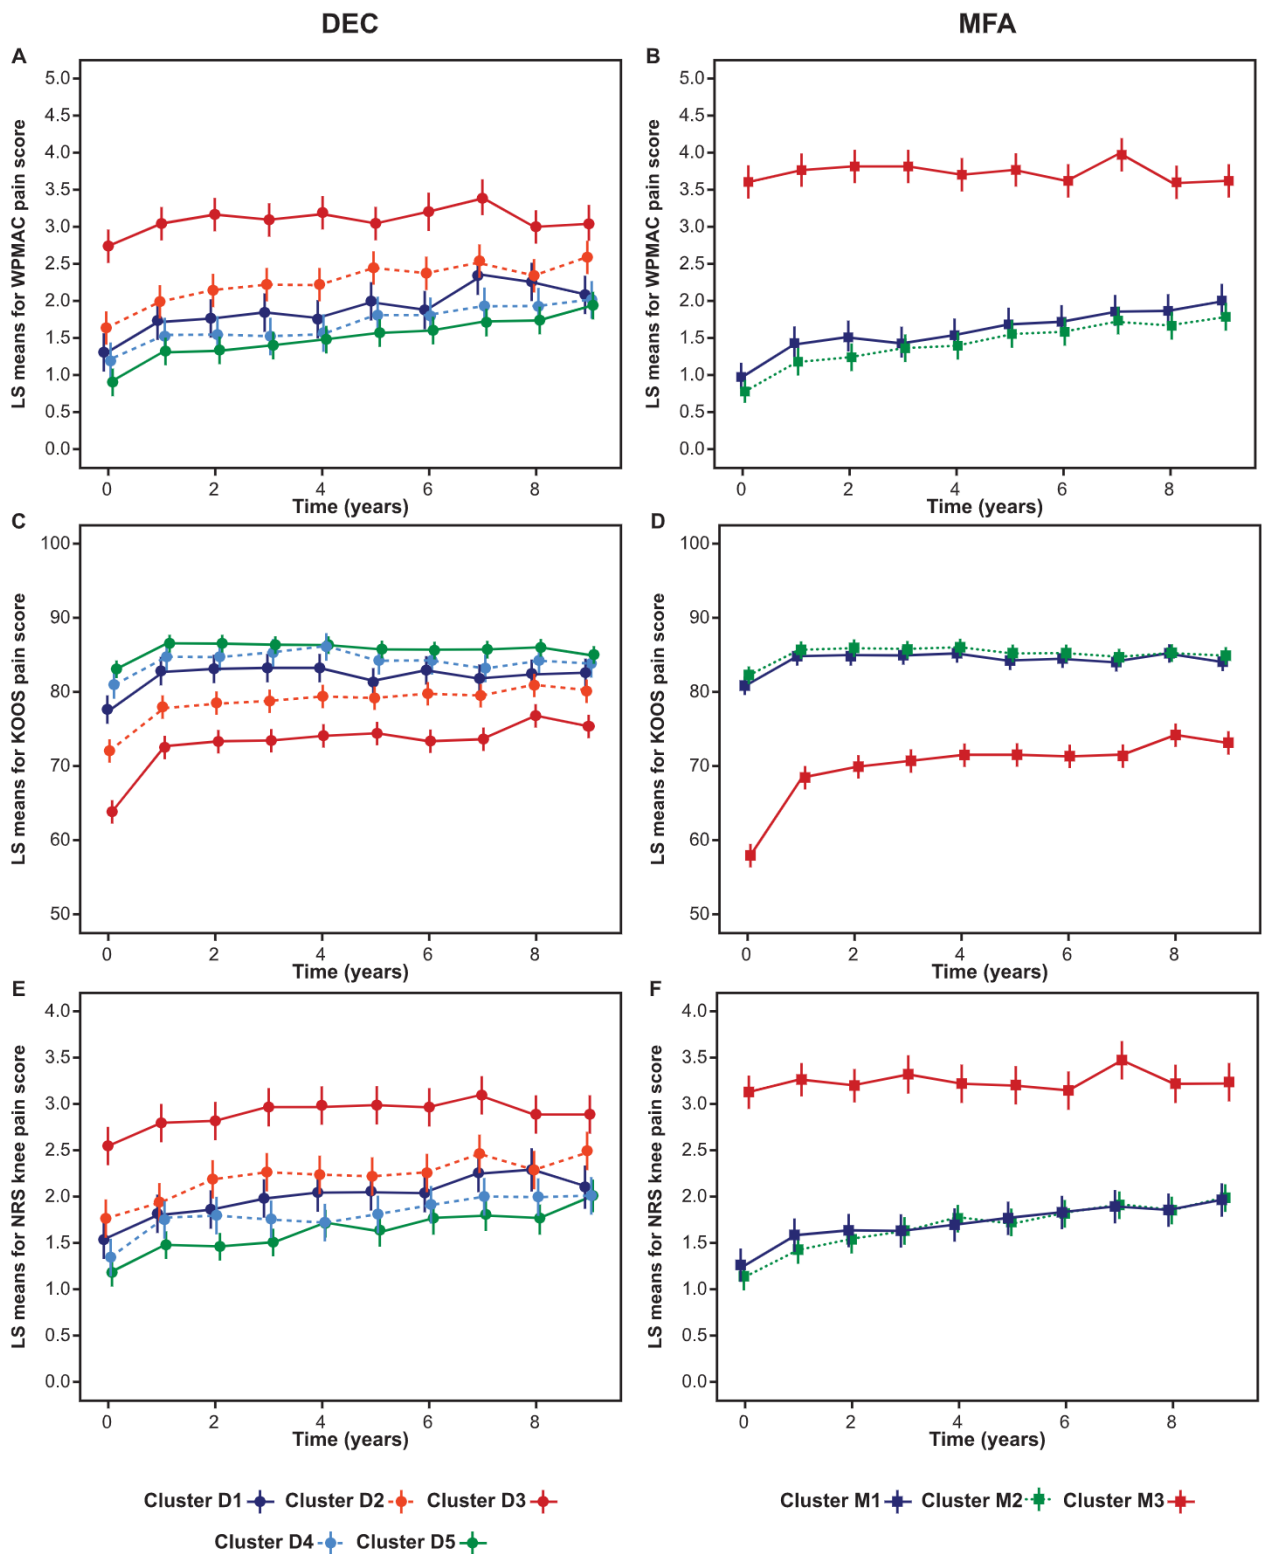 DEC
MFA
A
LS means for WPMAC pain score
5.0
4.5
4.0
3.5
3.0
2.5
2.0
1.5
1.0
0.5
0.0
0 2 4 6 8
Time (years)
B
LS means for WPMAC pain score
5.0
4.5
4.0
3.5
3.0
2.5
2.0
1.5
1.0
0.5
0.0
0 2 4 6 8
Time (years)
C
LS means for KOOS pain score
100
90
80
70
60
50
0 2 4 6 8
Time (years)
D
LS means for KOOS pain score
100
90
80
70
60
50
0 2 4 6 8
Time (years)
E
LS means for NRS knee pain score
4.0
3.5
3.0
2.5
2.0
1.5
1.0
0.5
0.0
0 2 4 6 8
Time (years)
F
LS means for NRS knee pain score
4.0
3.5
3.0
2.5
2.0
1.5
1.0
0.5
0.0
0 2 4 6 8
Time (years)
Cluster D1 Cluster D2 Cluster D3
Cluster D4 Cluster D5
Cluster M1 Cluster M2 Cluster M3